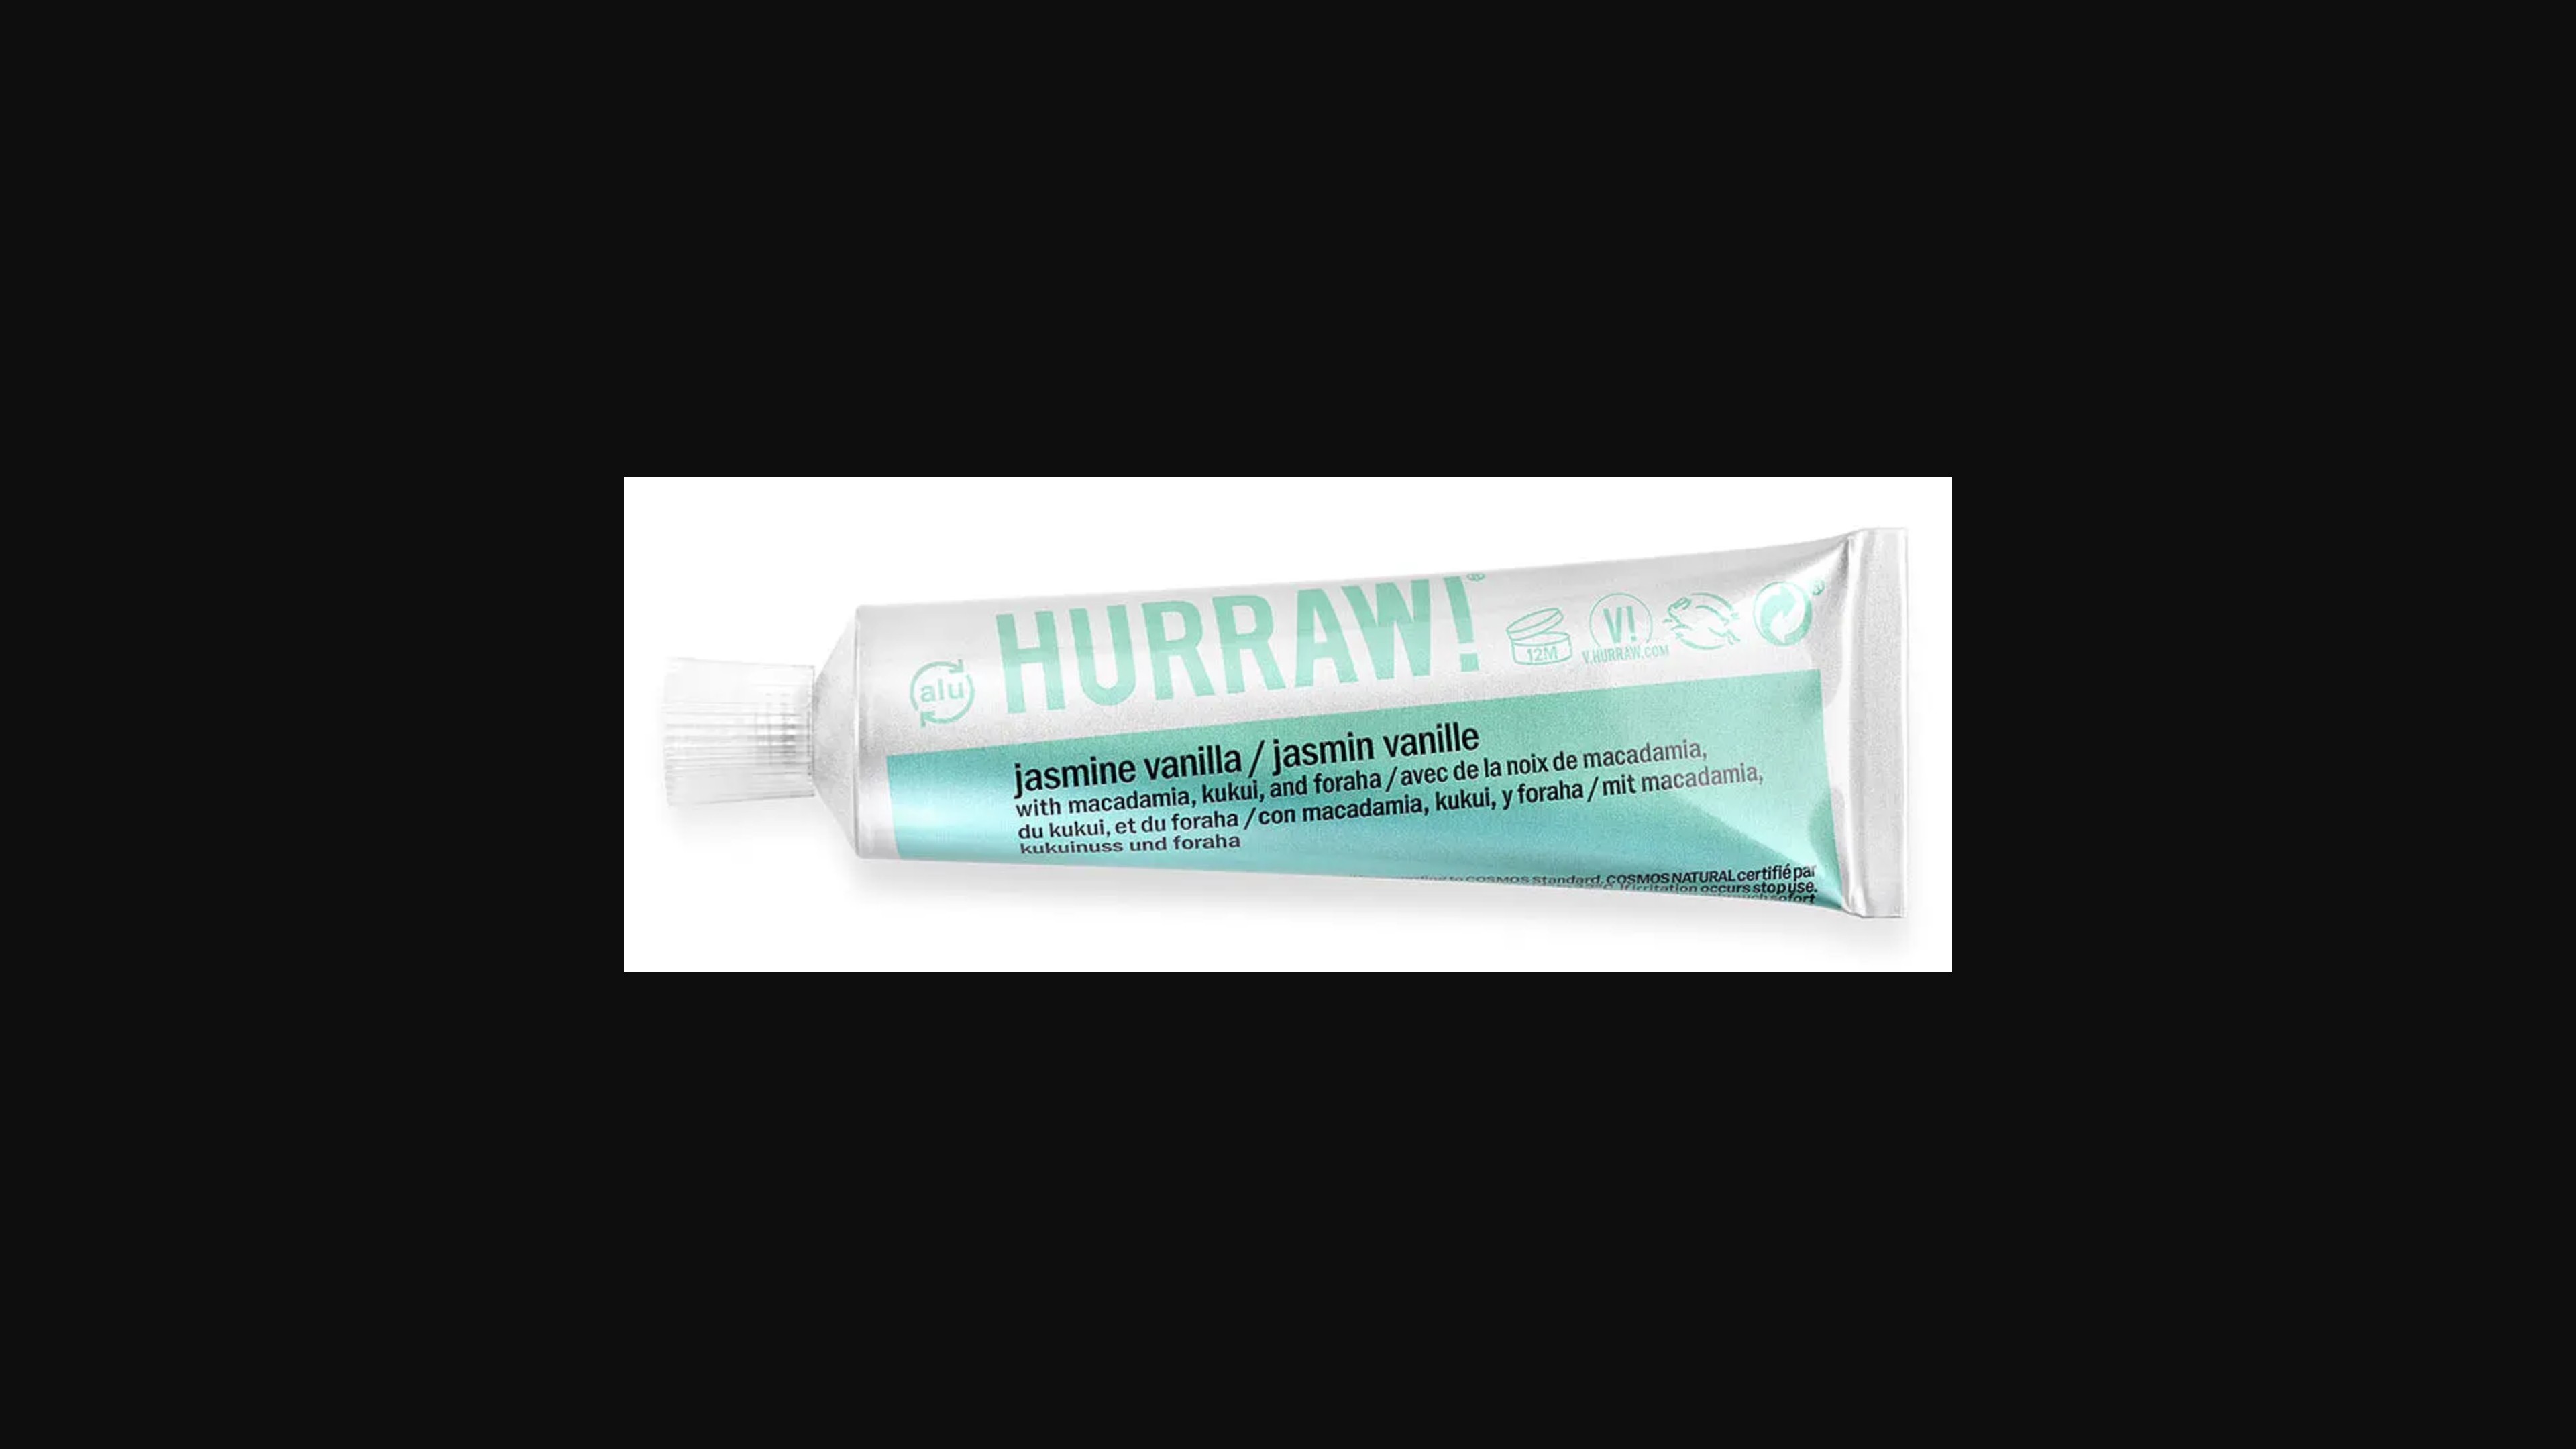 HURRAW!®
alu
12M
V!
V.HURRAW.COM
jasmine vanilla / jasmin vanille
with macadamia, kukui, and foraha / avec de la noix de macadamia,
du kukui, et du foraha / con macadamia, kukui, y foraha / mit macadamia,
kukuinuss und foraha
to COSMOS Standard. COSMOS NATURAL certifié par
If irritation occurs stop use.
sofort